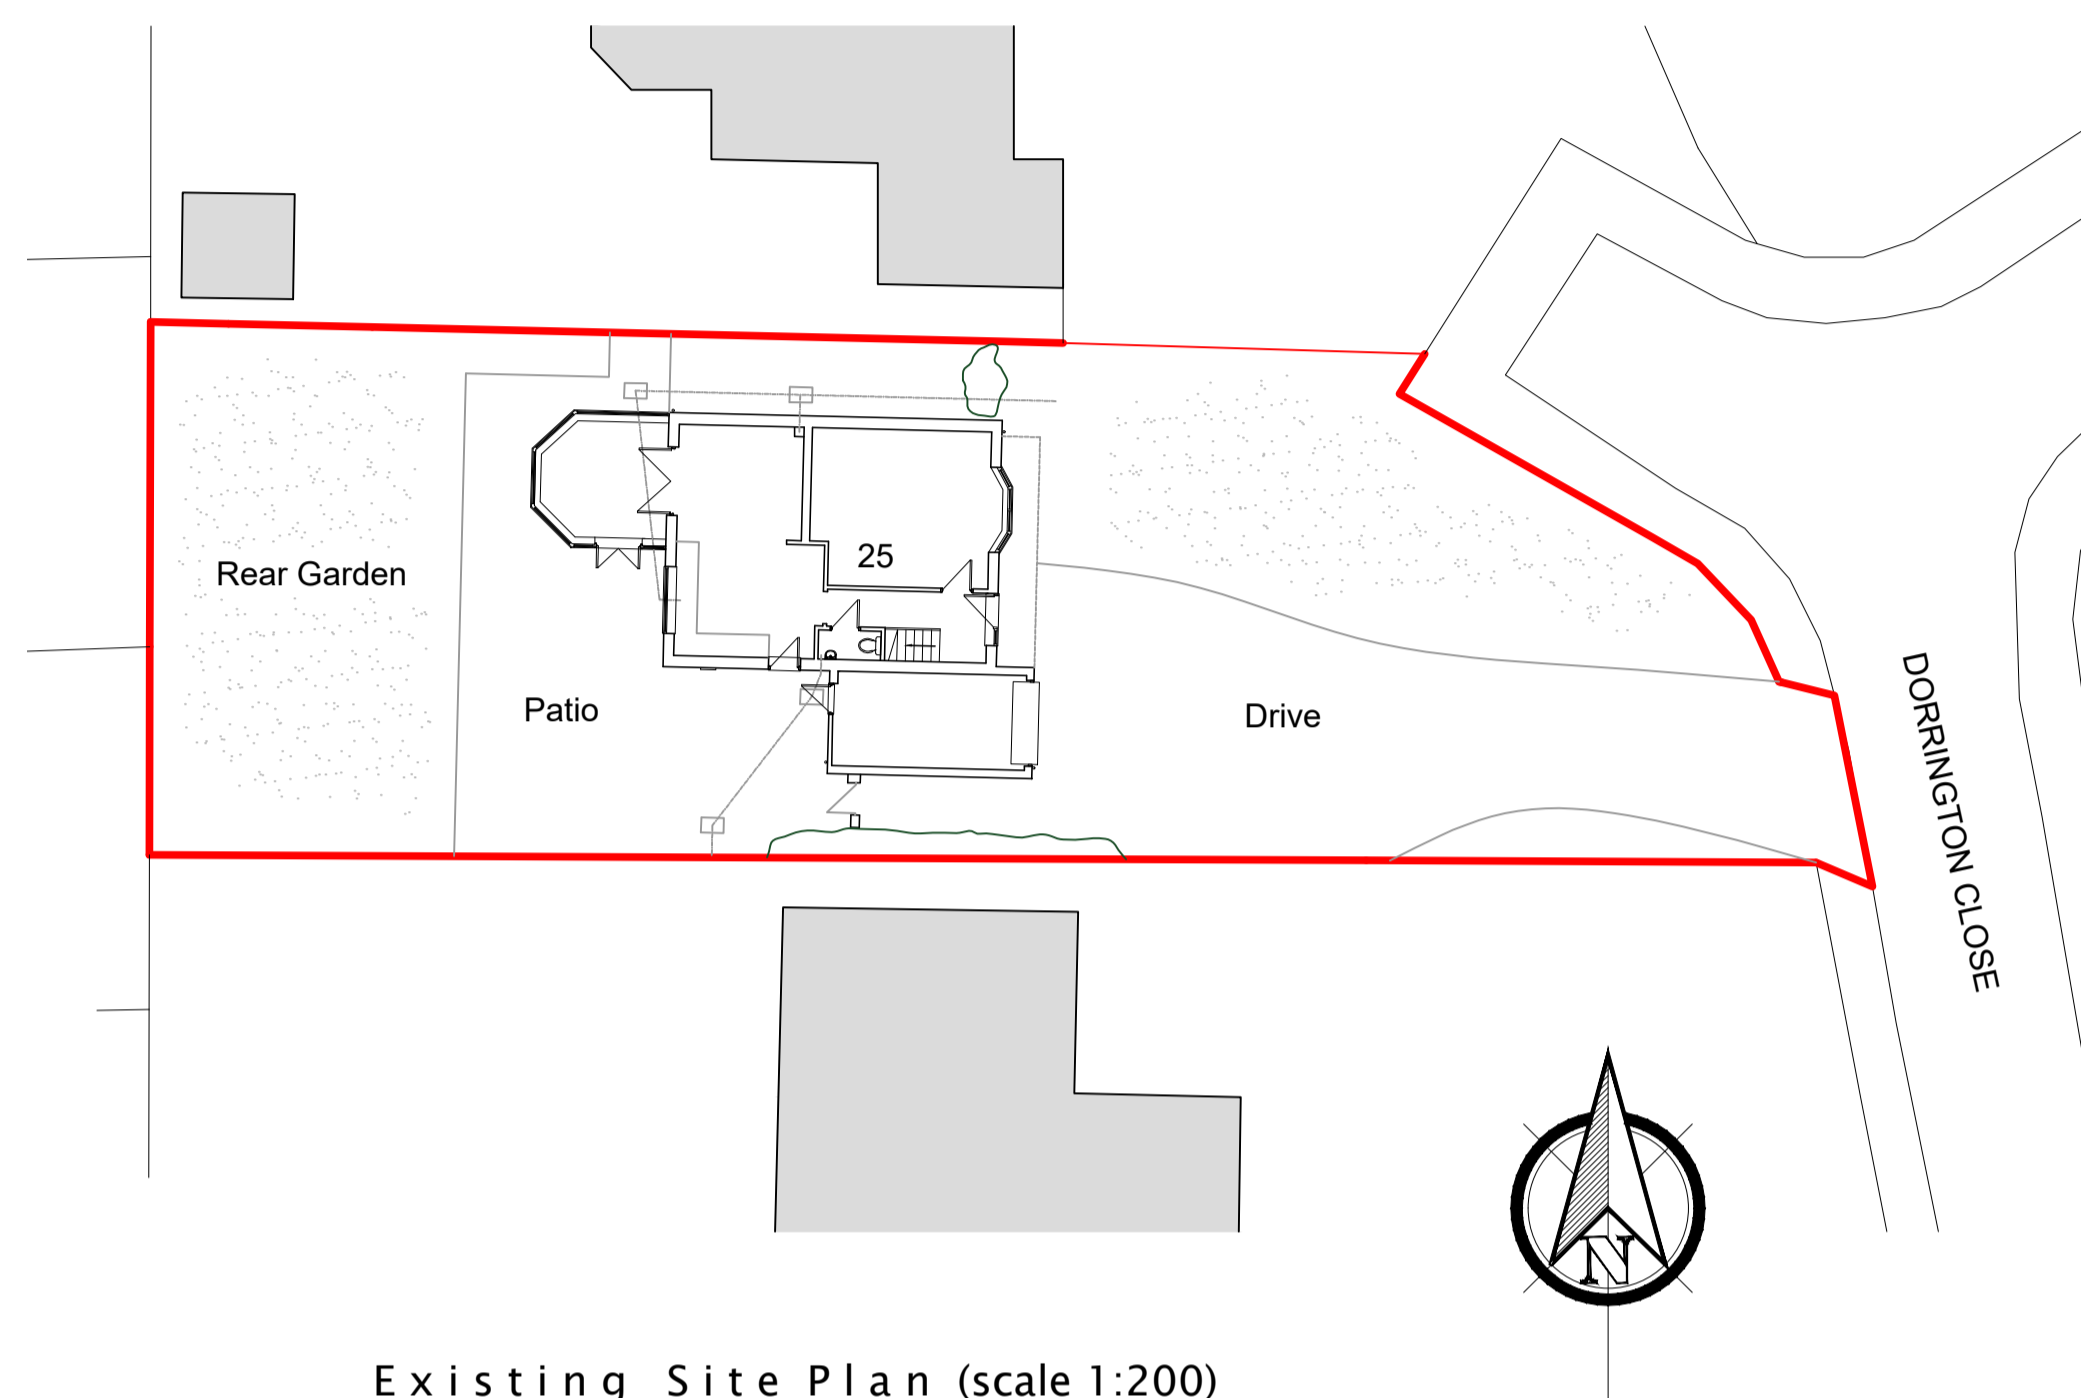 25
Rear Garden
Patio
Drive
DORRINGTON CLOSE
N
Existing Site Plan (scale 1:200)